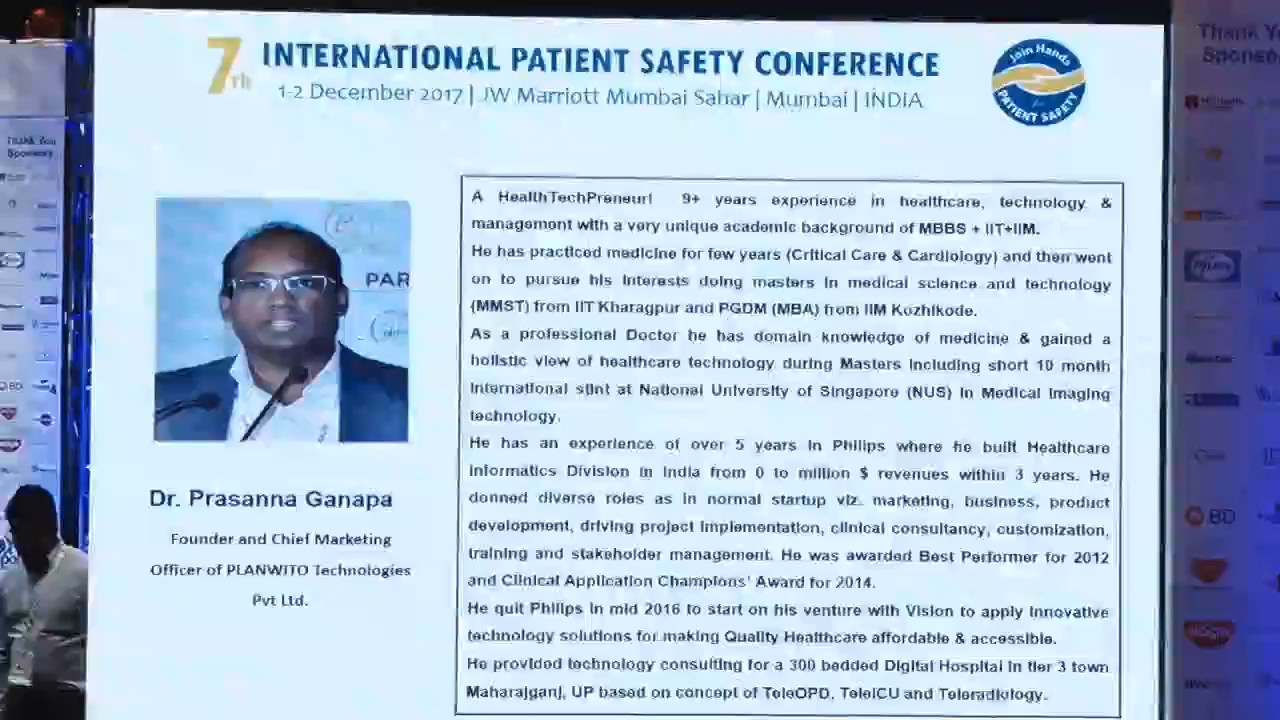 7th INTERNATIONAL PATIENT SAFETY CONFERENCE
1-2 December 2017 | JW Marriott Mumbai Sahar | Mumbai | INDIA
Join Hands
for
PATIENT SAFETY
Thank You
Sponsors
PAR
Dr. Prasanna Ganapa
Founder and Chief Marketing
Officer of PLANWITO Technologies
Pvt Ltd.
A HealthTechPreneur! 9+ years experience in healthcare, technology &
management with a very unique academic background of MBBS + IIT+IIM.
He has practiced medicine for few years (Critical Care & Cardiology) and then went
on to pursue his interests doing masters in medical science and technology
(MMST) from IIT Kharagpur and PGDM (MBA) from IIM Kozhikode.
As a professional Doctor he has domain knowledge of medicine & gained a
holistic view of healthcare technology during Masters including short 10 month
international stint at National University of Singapore (NUS) in Medical Imaging
technology.
He has an experience of over 5 years in Philips where he built Healthcare
Informatics Division in India from 0 to million $ revenues within 3 years. He
donned diverse roles as in normal startup viz. marketing, business, product
development, driving project implementation, clinical consultancy, customization,
training and stakeholder management. He was awarded Best Performer for 2012
and Clinical Application Champions' Award for 2014.
He quit Philips in mid 2016 to start on his venture with Vision to apply innovative
technology solutions for making Quality Healthcare affordable & accessible.
He provided technology consulting for a 300 bedded Digital Hospital in tier 3 town
Maharajganj, UP based on concept of TeleOPD, TeleICU and Teleradiology.
Thank Yo
Sponso
BD
BD